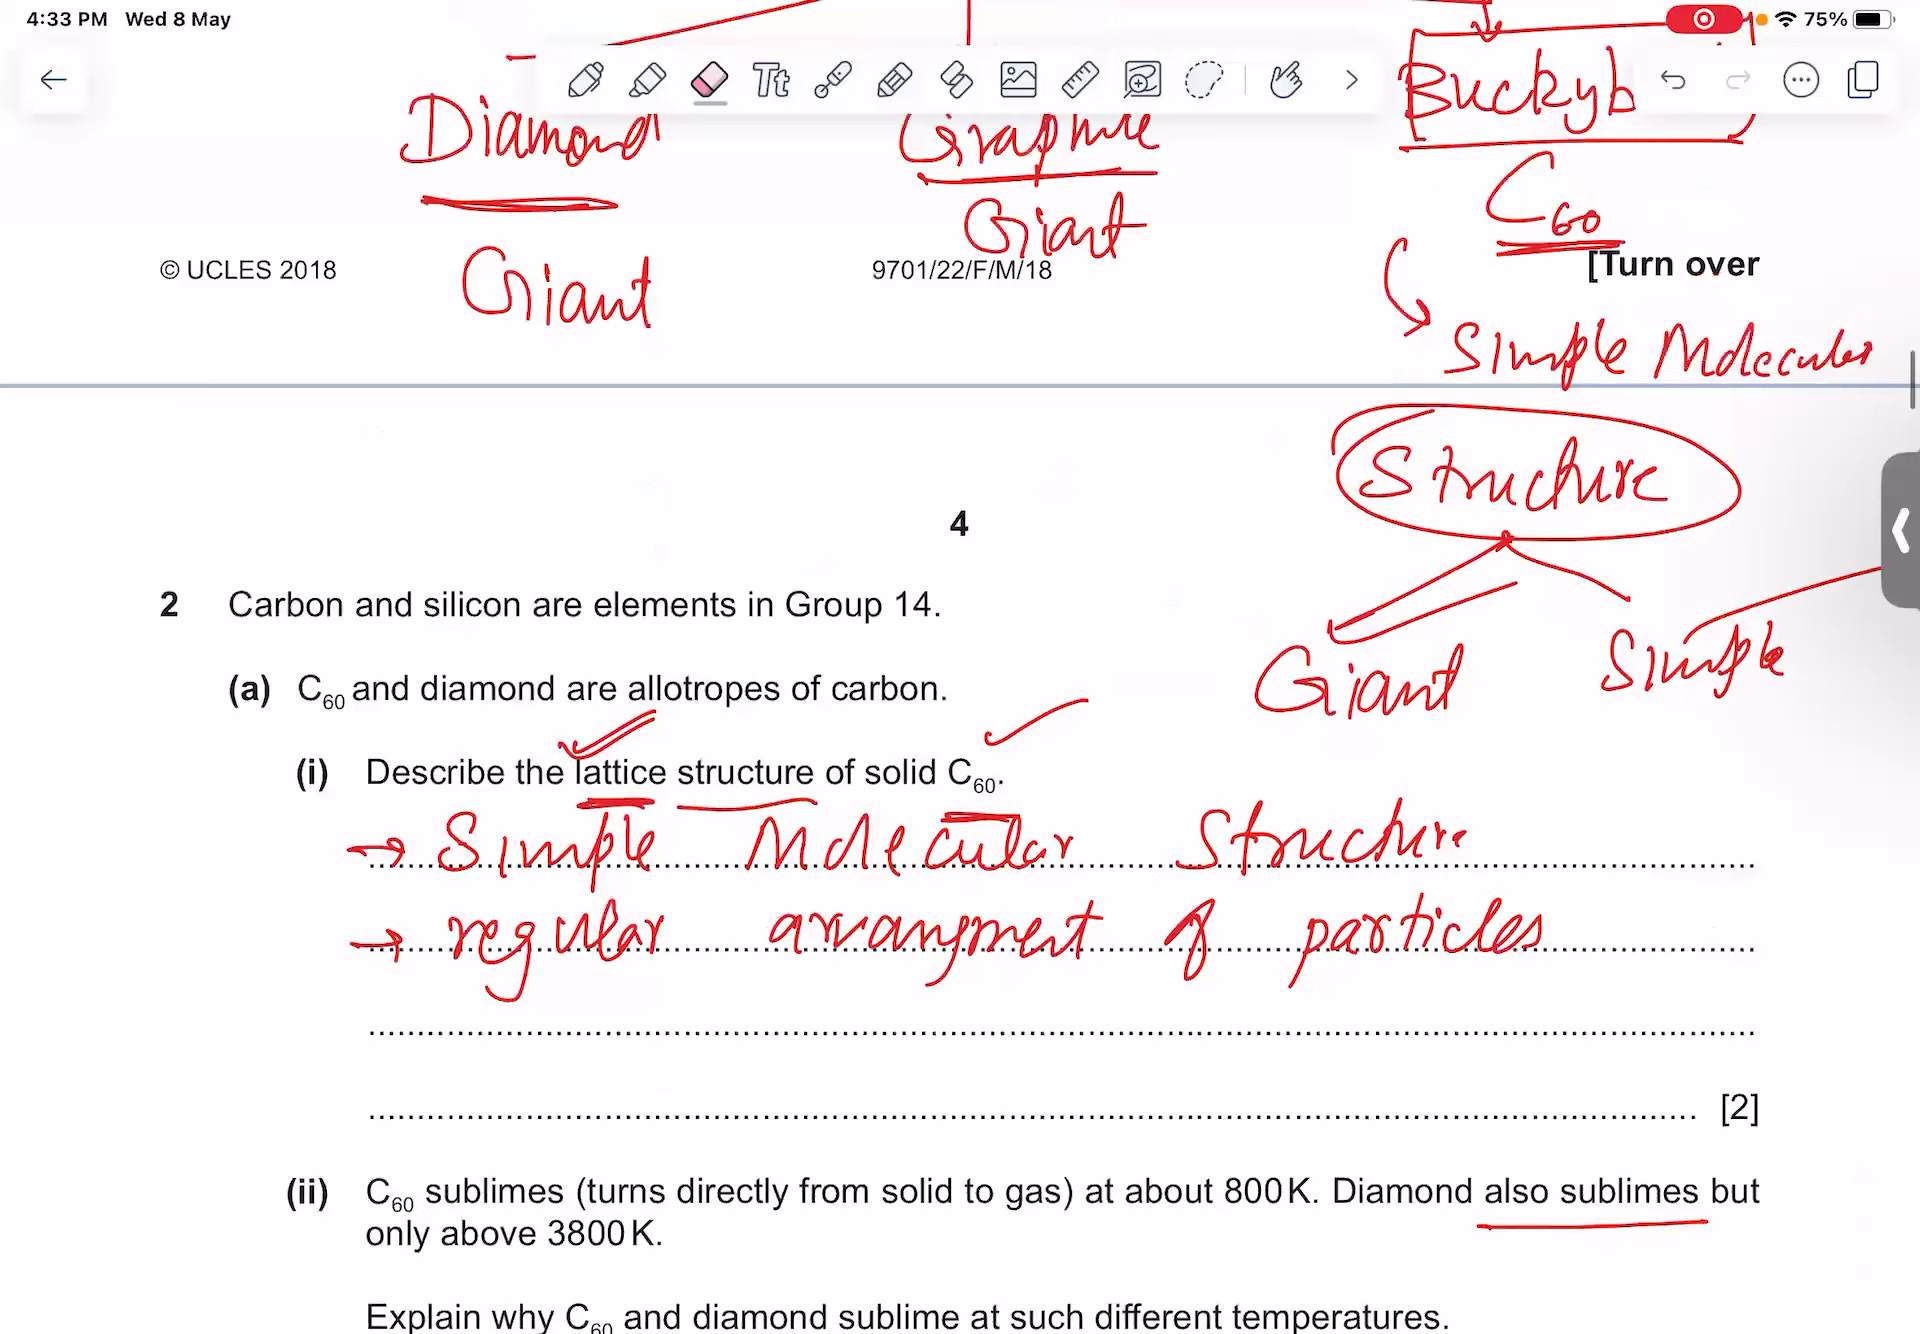 4:33 PM Wed 8 May
75%
Tt
Buckyb
Diamond
Graphite
C60
Giant
© UCLES 2018
9701/22/F/M/18
[Turn over
Giant
Simple Molecular
Structure
4
2 Carbon and silicon are elements in Group 14.
Giant
Simple
(a) C60 and diamond are allotropes of carbon.
(i) Describe the lattice structure of solid C60.
→ Simple Molecular Structure
→ regular arrangment of particles
[2]
(ii) C60 sublimes (turns directly from solid to gas) at about 800 K. Diamond also sublimes but
only above 3800 K.
Explain why C60 and diamond sublime at such different temperatures.